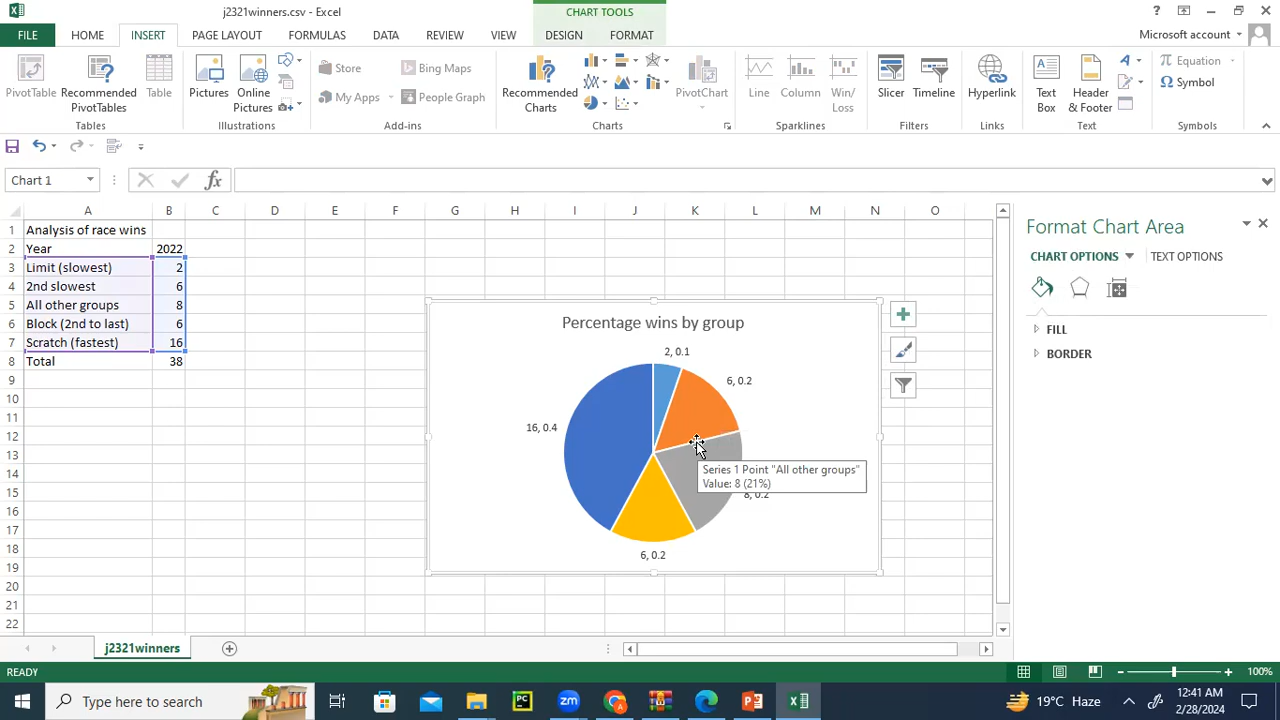 j2321winners.csv - Excel
CHART TOOLS
?
FILE HOME INSERT PAGE LAYOUT FORMULAS DATA REVIEW VIEW DESIGN FORMAT
Microsoft account
PivotTable
Recommended PivotTables
Table
Tables
Pictures
Online Pictures
Illustrations
Store
My Apps
Bing Maps
People Graph
Add-ins
Recommended Charts
PivotChart
Charts
Line
Column
Win/Loss
Sparklines
Slicer
Timeline
Filters
Hyperlink
Links
Text Box
Header & Footer
Text
Equation
Symbol
Symbols
Chart 1
fx
A B C D E F G H I J K L M N O
1 Analysis of race wins
2 Year 2022
3 Limit (slowest) 2
4 2nd slowest 6
5 All other groups 8
6 Block (2nd to last) 6
7 Scratch (fastest) 16
8 Total 38
9
10
11
12
13
14
15
16
17
18
19
20
21
22
Percentage wins by group
2, 0.1
6, 0.2
16, 0.4
Series 1 Point "All other groups"
Value: 8 (21%)
8, 0.2
6, 0.2
Format Chart Area
CHART OPTIONS TEXT OPTIONS
FILL
BORDER
j2321winners
READY
100%
Type here to search
PC
zm
19°C Haze
12:41 AM
2/28/2024